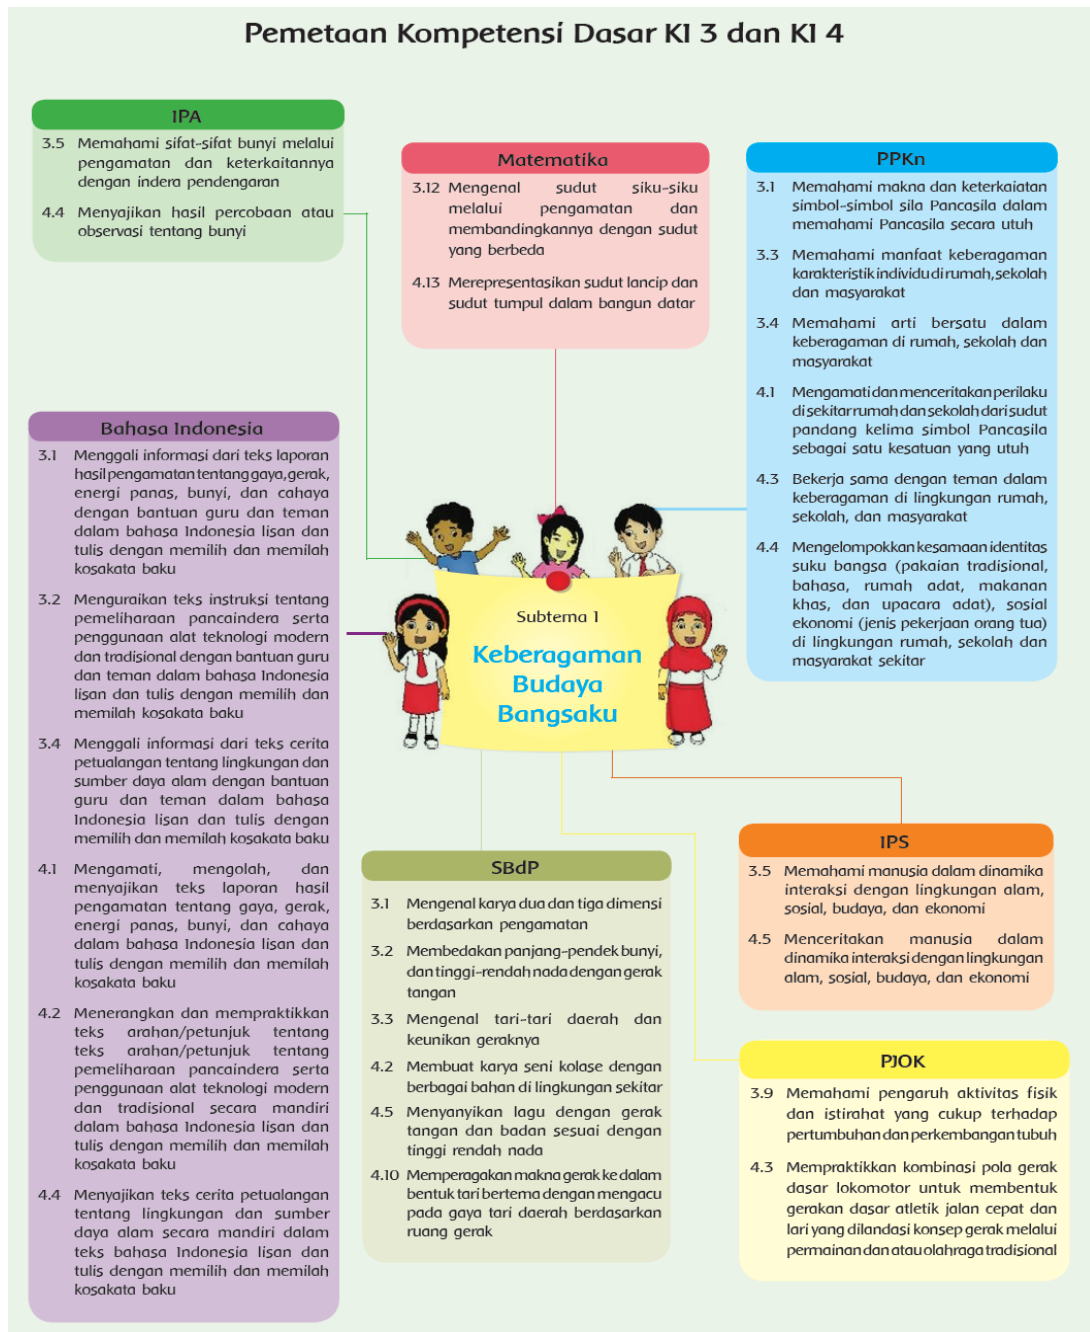 Pemetaan Kompetensi Dasar KI 3 dan KI 4
IPA
3.5 Memahami sifat-sifat bunyi melalui
pengamatan dan keterkaitannya
dengan indera pendengaran
4.4 Menyajikan hasil percobaan atau
observasi tentang bunyi
Matematika
3.12 Mengenal sudut siku-siku
melalui pengamatan dan
membandingkannya dengan sudut
yang berbeda
4.13 Merepresentasikan sudut lancip dan
sudut tumpul dalam bangun datar
PPKn
3.1 Memahami makna dan keterkaiatan
simbol-simbol sila Pancasila dalam
memahami Pancasila secara utuh
3.3 Memahami manfaat keberagaman
karakteristik individu di rumah, sekolah
dan masyarakat
3.4 Memahami arti bersatu dalam
keberagaman di rumah, sekolah dan
masyarakat
4.1 Mengamati dan menceritakan perilaku
di sekitar rumah dan sekolah dari sudut
pandang kelima simbol Pancasila
sebagai satu kesatuan yang utuh
4.3 Bekerja sama dengan teman dalam
keberagaman di lingkungan rumah,
sekolah, dan masyarakat
4.4 Mengelompokkan kesamaan identitas
suku bangsa (pakaian tradisional,
bahasa, rumah adat, makanan
khas, dan upacara adat), sosial
ekonomi (jenis pekerjaan orang tua)
di lingkungan rumah, sekolah dan
masyarakat sekitar
Bahasa Indonesia
3.1 Menggali informasi dari teks laporan
hasil pengamatan tentang gaya, gerak,
energi panas, bunyi, dan cahaya
dengan bantuan guru dan teman
dalam bahasa Indonesia lisan dan
tulis dengan memilih dan memilah
kosakata baku
3.2 Menguraikan teks instruksi tentang
pemeliharaan pancaindera serta
penggunaan alat teknologi modern
dan tradisional dengan bantuan guru
dan teman dalam bahasa Indonesia
lisan dan tulis dengan memilih dan
memilah kosakata baku
3.4 Menggali informasi dari teks cerita
petualangan tentang lingkungan dan
sumber daya alam dengan bantuan
guru dan teman dalam bahasa
Indonesia lisan dan tulis dengan
memilih dan memilah kosakata baku
4.1 Mengamati, mengolah, dan
menyajikan teks laporan hasil
pengamatan tentang gaya, gerak,
energi panas, bunyi, dan cahaya
dalam bahasa Indonesia lisan dan
tulis dengan memilih dan memilah
kosakata baku
4.2 Menerangkan dan mempraktikkan
teks arahan/petunjuk tentang
teks arahan/petunjuk tentang
pemeliharaan pancaindera serta
penggunaan alat teknologi modern
dan tradisional secara mandiri
dalam bahasa Indonesia lisan dan
tulis dengan memilih dan memilah
kosakata baku
4.4 Menyajikan teks cerita petualangan
tentang lingkungan dan sumber
daya alam secara mandiri dalam
teks bahasa Indonesia lisan dan
tulis dengan memilih dan memilah
kosakata baku
Subtema 1
Keberagaman
Budaya
Bangsaku
SBdP
3.1 Mengenal karya dua dan tiga dimensi
berdasarkan pengamatan
3.2 Membedakan panjang-pendek bunyi,
dan tinggi-rendah nada dengan gerak
tangan
3.3 Mengenal tari-tari daerah dan
keunikan geraknya
4.2 Membuat karya seni kolase dengan
berbagai bahan di lingkungan sekitar
4.5 Menyanyikan lagu dengan gerak
tangan dan badan sesuai dengan
tinggi rendah nada
4.10 Memperagakan makna gerak ke dalam
bentuk tari bertema dengan mengacu
pada gaya tari daerah berdasarkan
ruang gerak
IPS
3.5 Memahami manusia dalam dinamika
interaksi dengan lingkungan alam,
sosial, budaya, dan ekonomi
4.5 Menceritakan manusia dalam
dinamika interaksi dengan lingkungan
alam, sosial, budaya, dan ekonomi
PJOK
3.9 Memahami pengaruh aktivitas fisik
dan istirahat yang cukup terhadap
pertumbuhan dan perkembangan tubuh
4.3 Mempraktikkan kombinasi pola gerak
dasar lokomotor untuk membentuk
gerakan dasar atletik jalan cepat dan
lari yang dilandasi konsep gerak melalui
permainan dan atau olahraga tradisional